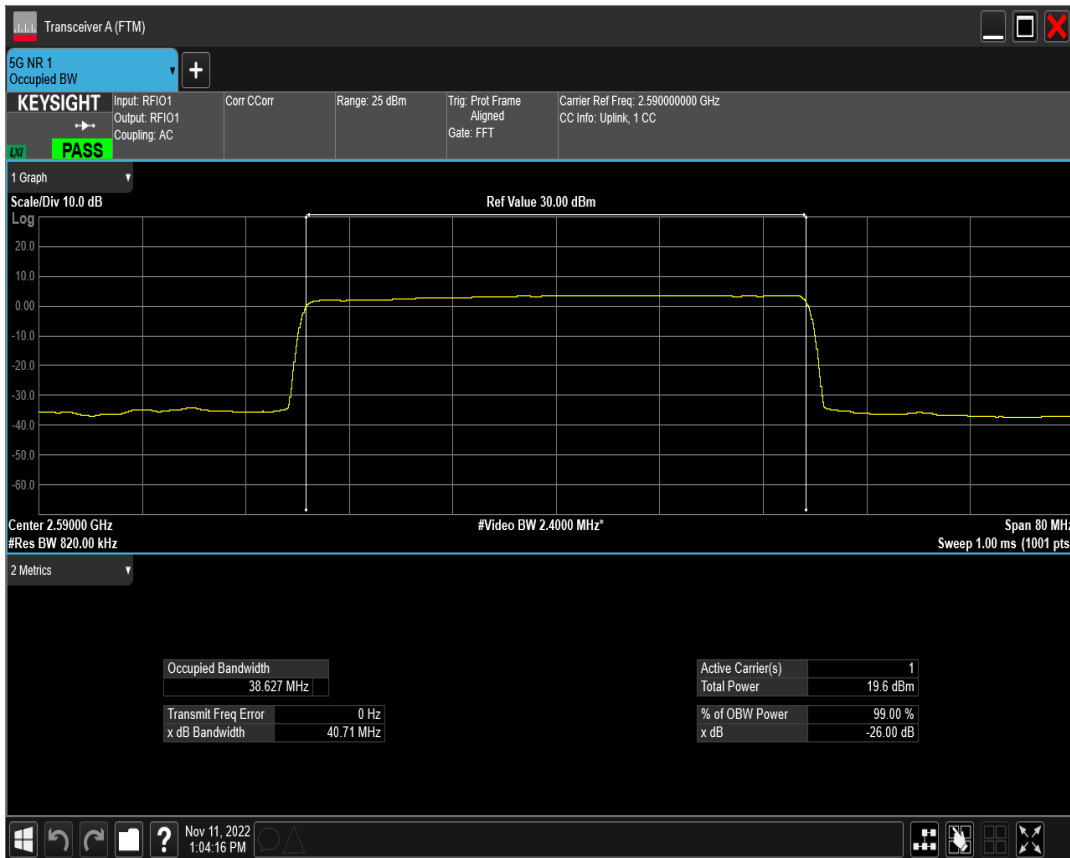 Transceiver A (FTM)
5G NR 1
Occupied BW
+
KEYSIGHT
LXI
PASS
Input: RFIO1
Output: RFIO1
Coupling: AC
Corr CCorr
Range: 25 dBm
Trig: Prot Frame
Aligned
Gate: FFT
Carrier Ref Freq: 2.590000000 GHz
CC Info: Uplink, 1 CC
1 Graph
Scale/Div 10.0 dB
Ref Value 30.00 dBm
Log
20.0
10.0
0.00
-10.0
-20.0
-30.0
-40.0
-50.0
-60.0
Center 2.59000 GHz
#Video BW 2.4000 MHz*
Span 80 MHz
#Res BW 820.00 kHz
Sweep 1.00 ms (1001 pts
2 Metrics
Occupied Bandwidth
38.627 MHz
Transmit Freq Error 0 Hz
x dB Bandwidth 40.71 MHz
Active Carrier(s) 1
Total Power 19.6 dBm
% of OBW Power 99.00 %
x dB -26.00 dB
?
Nov 11, 2022
1:04:16 PM